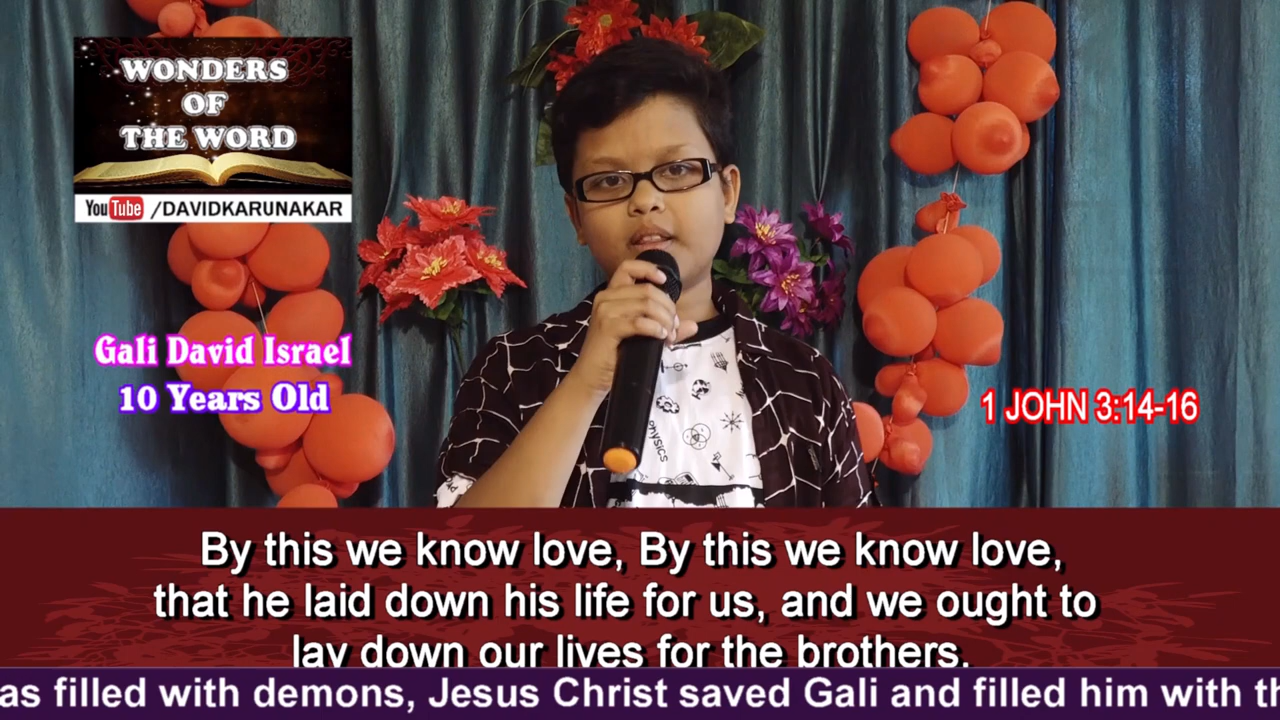 WONDERS
OF
THE WORD
YouTube /DAVIDKARUNAKAR
Gali David Israel
10 Years Old
1 JOHN 3:14-16
PHYSICS
By this we know love, By this we know love,
that he laid down his life for us, and we ought to
lay down our lives for the brothers.
as filled with demons, Jesus Christ saved Gali and filled him with th